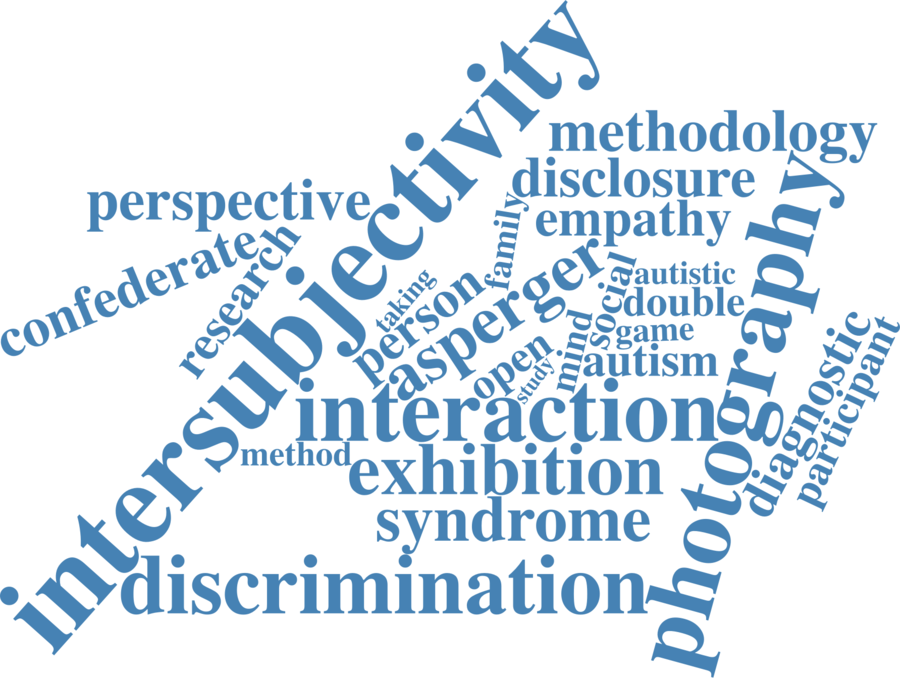 intersubjectivity
methodology
disclosure
perspective
empathy
photography
confederate
research
family
taking
person
asperger
social
autistic
double
game
mind
autism
open
study
diagnostic
participant
interaction
method
exhibition
syndrome
discrimination